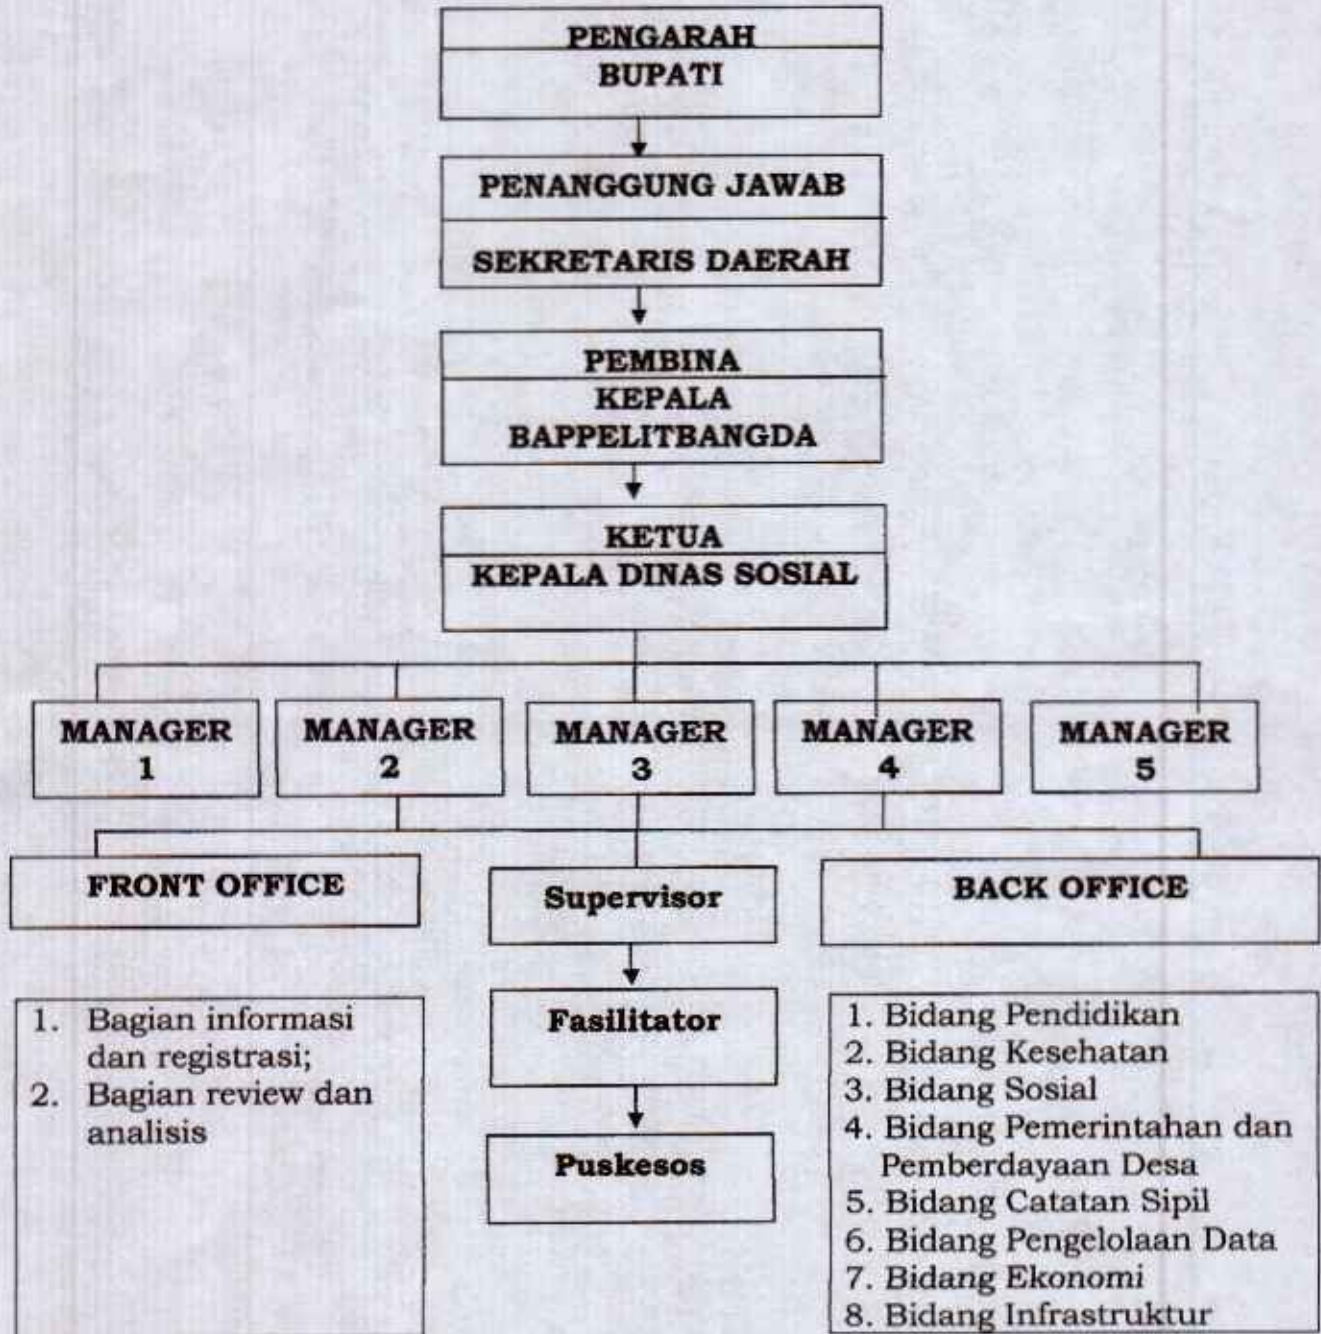 PENGARAH
BUPATI
PENANGGUNG JAWAB
SEKRETARIS DAERAH
PEMBINA
KEPALA
BAPPELITBANGDA
KETUA
KEPALA DINAS SOSIAL
MANAGER
1
MANAGER
2
MANAGER
3
MANAGER
4
MANAGER
5
FRONT OFFICE
Supervisor
BACK OFFICE
1. Bagian informasi
dan registrasi;
2. Bagian review dan
analisis
Fasilitator
Puskesos
1. Bidang Pendidikan
2. Bidang Kesehatan
3. Bidang Sosial
4. Bidang Pemerintahan dan
Pemberdayaan Desa
5. Bidang Catatan Sipil
6. Bidang Pengelolaan Data
7. Bidang Ekonomi
8. Bidang Infrastruktur